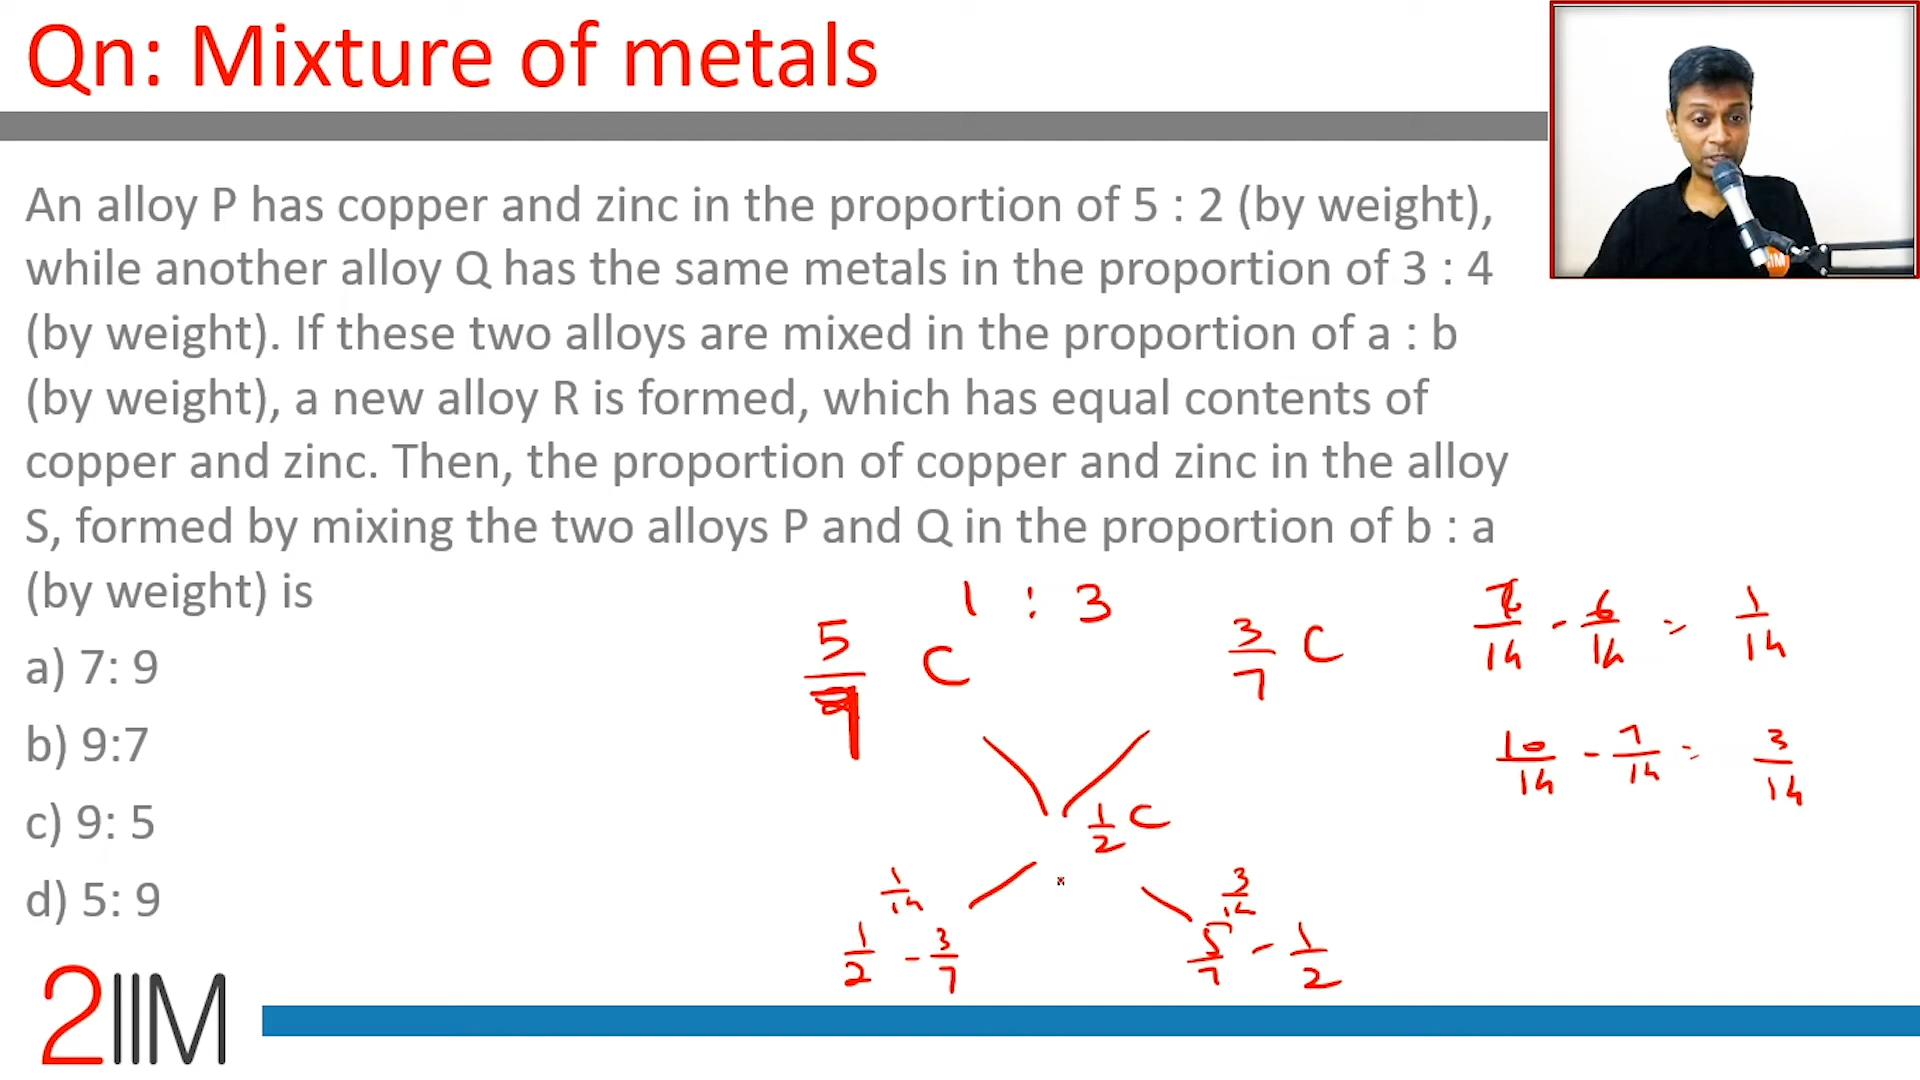 Qn: Mixture of metals
An alloy P has copper and zinc in the proportion of 5 : 2 (by weight),
while another alloy Q has the same metals in the proportion of 3 : 4
(by weight). If these two alloys are mixed in the proportion of a : b
(by weight), a new alloy R is formed, which has equal contents of
copper and zinc. Then, the proportion of copper and zinc in the alloy
S, formed by mixing the two alloys P and Q in the proportion of b : a
(by weight) is
1 : 3
5/7 C
3/7 C
7/14 - 6/14 = 1/14
a) 7: 9
b) 9:7
10/14 - 7/14 = 3/14
c) 9: 5
1/2 C
d) 5: 9
1/14
3/14
1/2 - 3/7
5/7 - 1/2
2IIM